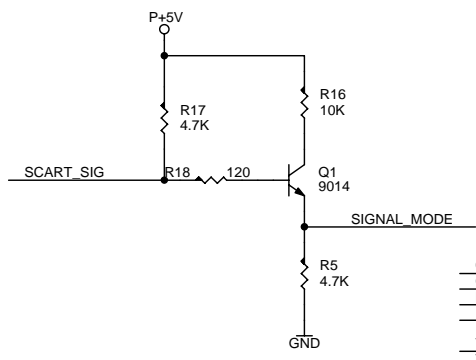 P+5V
R17
4.7K
R16
10K
SCART_SIG
R18
120
Q1
9014
SIGNAL_MODE
R5
4.7K
GND